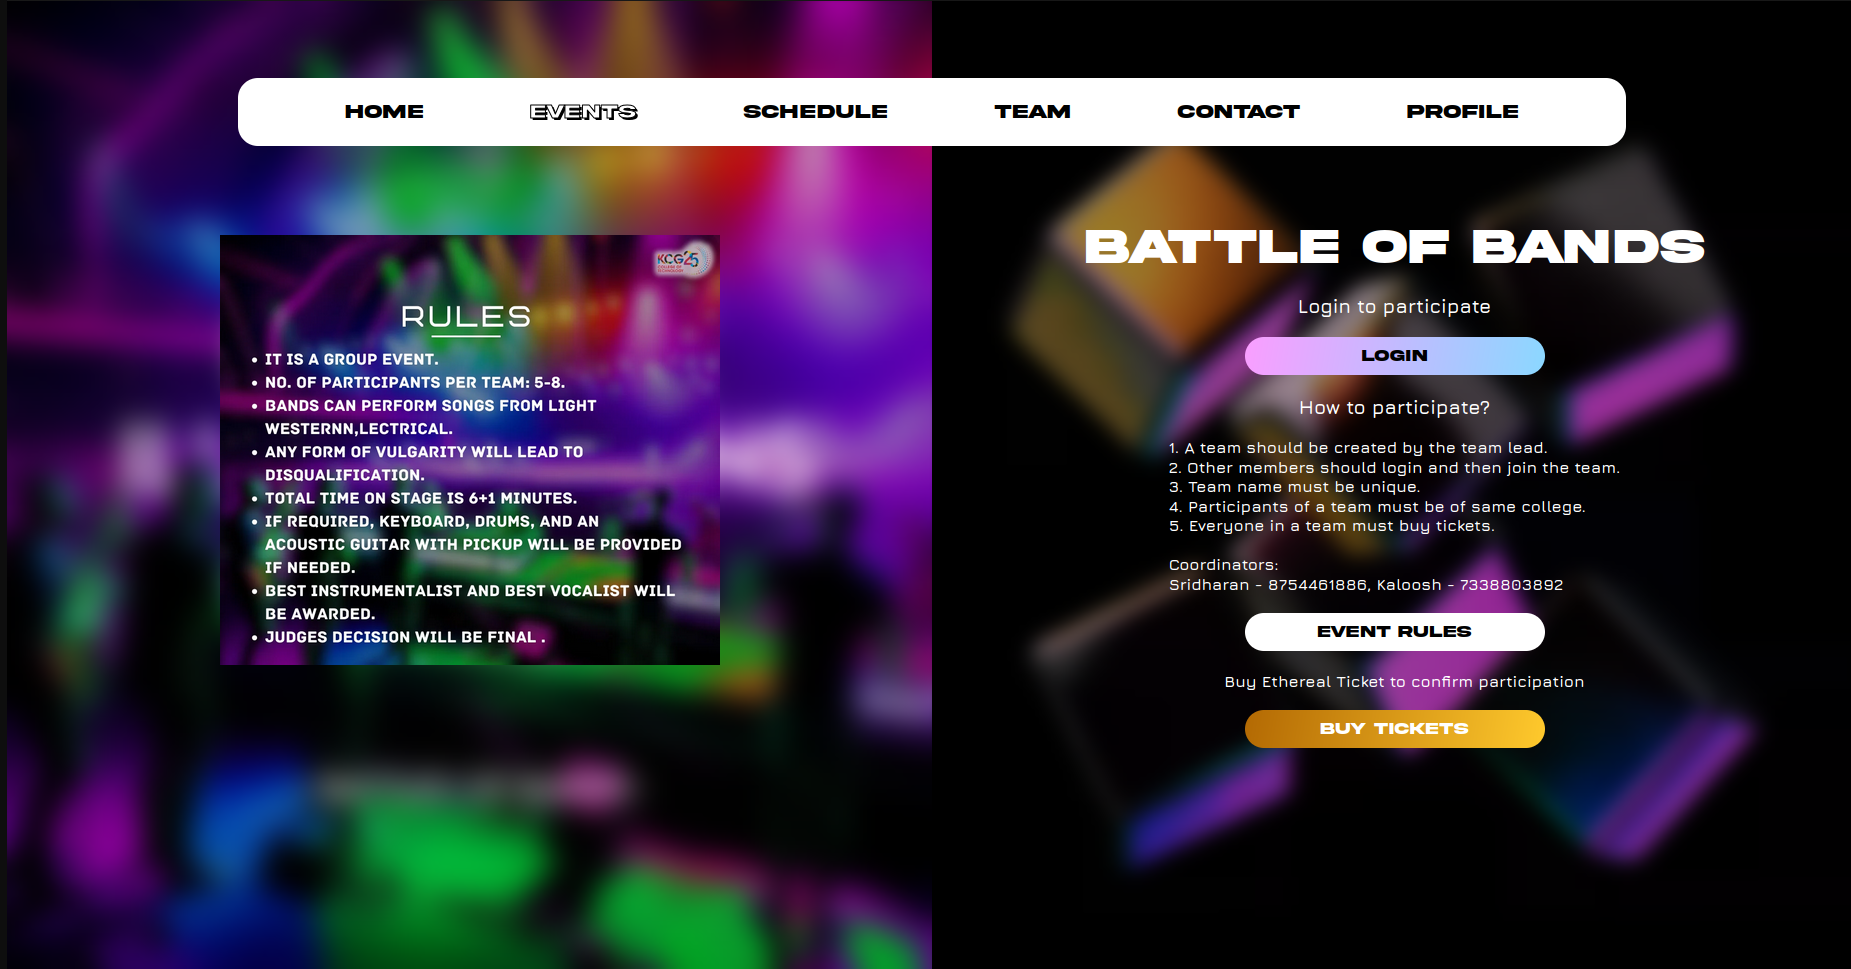 HOME EVENTS SCHEDULE TEAM CONTACT PROFILE
KCG'25
COLLEGE OF
TECHNOLOGY
RULES
• IT IS A GROUP EVENT.
• NO. OF PARTICIPANTS PER TEAM: 5-8.
• BANDS CAN PERFORM SONGS FROM LIGHT
WESTERNN,LECTRICAL.
• ANY FORM OF VULGARITY WILL LEAD TO
DISQUALIFICATION.
• TOTAL TIME ON STAGE IS 6+1 MINUTES.
• IF REQUIRED, KEYBOARD, DRUMS, AND AN
ACOUSTIC GUITAR WITH PICKUP WILL BE PROVIDED
IF NEEDED.
• BEST INSTRUMENTALIST AND BEST VOCALIST WILL
BE AWARDED.
• JUDGES DECISION WILL BE FINAL .
BATTLE OF BANDS
Login to participate
LOGIN
How to participate?
1. A team should be created by the team lead.
2. Other members should login and then join the team.
3. Team name must be unique.
4. Participants of a team must be of same college.
5. Everyone in a team must buy tickets.
Coordinators:
Sridharan - 8754461886, Kaloosh - 7338803892
EVENT RULES
Buy Ethereal Ticket to confirm participation
BUY TICKETS